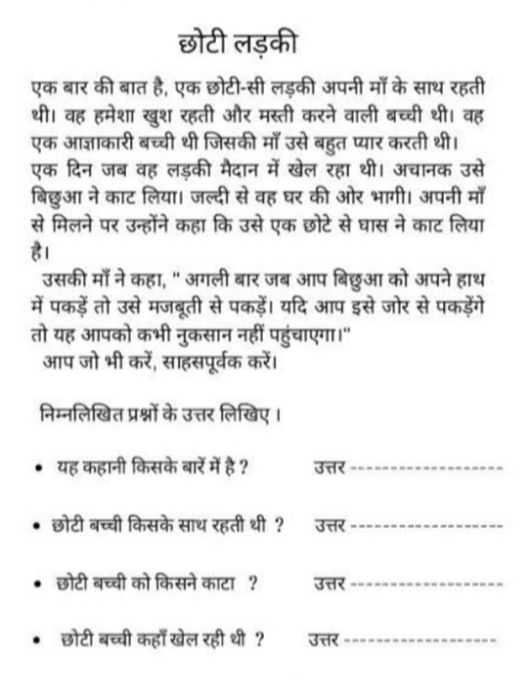 छोटी लड़की
एक बार की बात है, एक छोटी-सी लड़की अपनी माँ के साथ रहती
थी। वह हमेशा खुश रहती और मस्ती करने वाली बच्ची थी। वह
एक आज्ञाकारी बच्ची थी जिसकी माँ उसे बहुत प्यार करती थी।
एक दिन जब वह लड़की मैदान में खेल रहा थी। अचानक उसे
बिछुआ ने काट लिया। जल्दी से वह घर की ओर भागी। अपनी माँ
से मिलने पर उन्होंने कहा कि उसे एक छोटे से घास ने काट लिया
है।
उसकी माँ ने कहा, " अगली बार जब आप बिछुआ को अपने हाथ
में पकड़ें तो उसे मजबूती से पकड़ें। यदि आप इसे जोर से पकड़ेंगे
तो यह आपको कभी नुकसान नहीं पहुंचाएगा।"
आप जो भी करें, साहसपूर्वक करें।
निम्नलिखित प्रश्नों के उत्तर लिखिए ।
• यह कहानी किसके बारें में है ? उत्तर -------------------
• छोटी बच्ची किसके साथ रहती थी ? उत्तर -------------------
• छोटी बच्ची को किसने काटा ? उत्तर -------------------
• छोटी बच्ची कहाँ खेल रही थी ? उत्तर -------------------